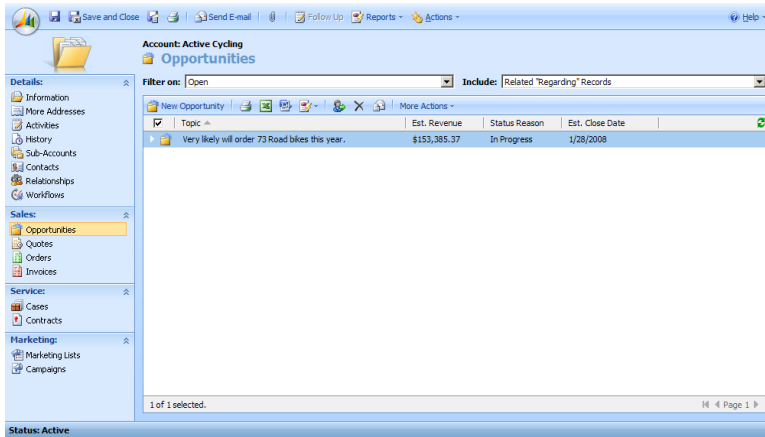 Save and Close Send E-mail Follow Up Reports Actions Help
Account: Active Cycling
Opportunities
Filter on: Open Include: Related "Regarding" Records
New Opportunity More Actions
Topic Est. Revenue Status Reason Est. Close Date
Very likely will order 73 Road bikes this year. $153,385.37 In Progress 1/28/2008
Details:
Information
More Addresses
Activities
History
Sub-Accounts
Contacts
Relationships
Workflows
Sales:
Opportunities
Quotes
Orders
Invoices
Service:
Cases
Contracts
Marketing:
Marketing Lists
Campaigns
1 of 1 selected. Page 1
Status: Active